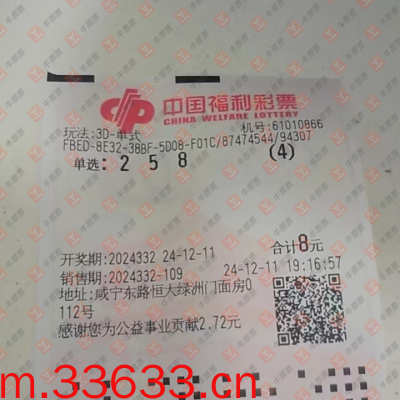 中国福利彩票
CHINA WELFARE LOTTERY
玩法:3D-单式
机号:61010866
FBED-8E32-388F-5D08-F01C/87474544/94307
单选: 2 5 8 (4)
开奖期:2024332 24-12-11 合计8元
销售期:2024332-109 24-12-11 19:16:57
地址:咸宁东路恒大绿洲门面房0
112号
感谢您为公益事业贡献2.72元
m.33633.cn